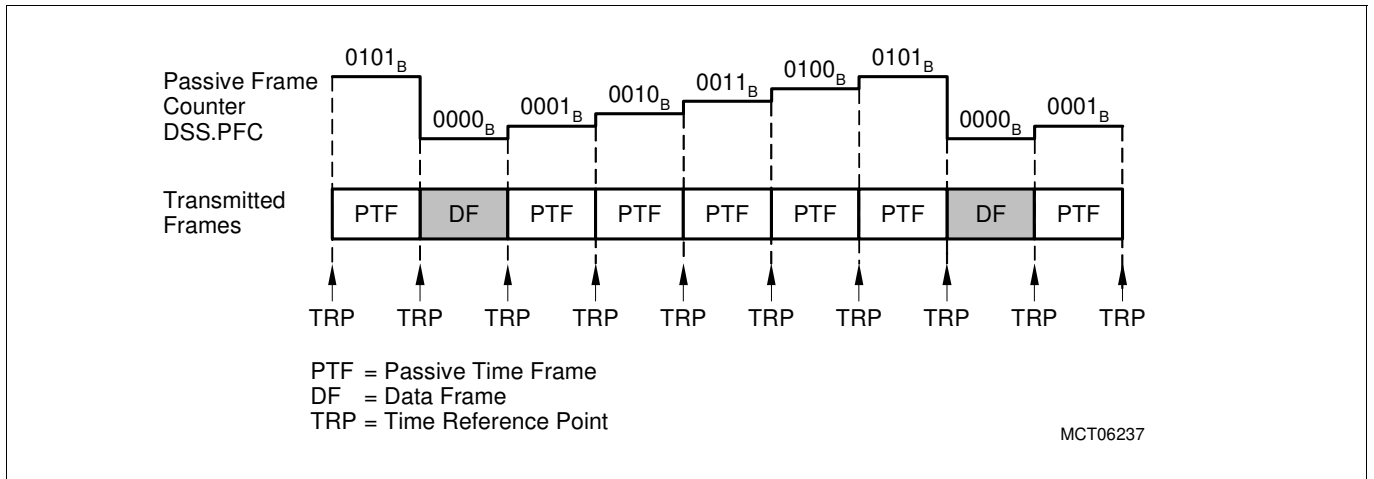 0101B 0000B 0001B 0010B 0011B 0100B 0101B 0000B 0001B
Passive Frame
Counter
DSS.PFC
Transmitted
Frames
PTF DF PTF PTF PTF PTF PTF DF PTF
TRP TRP TRP TRP TRP TRP TRP TRP TRP TRP
PTF = Passive Time Frame
DF = Data Frame
TRP = Time Reference Point
MCT06237